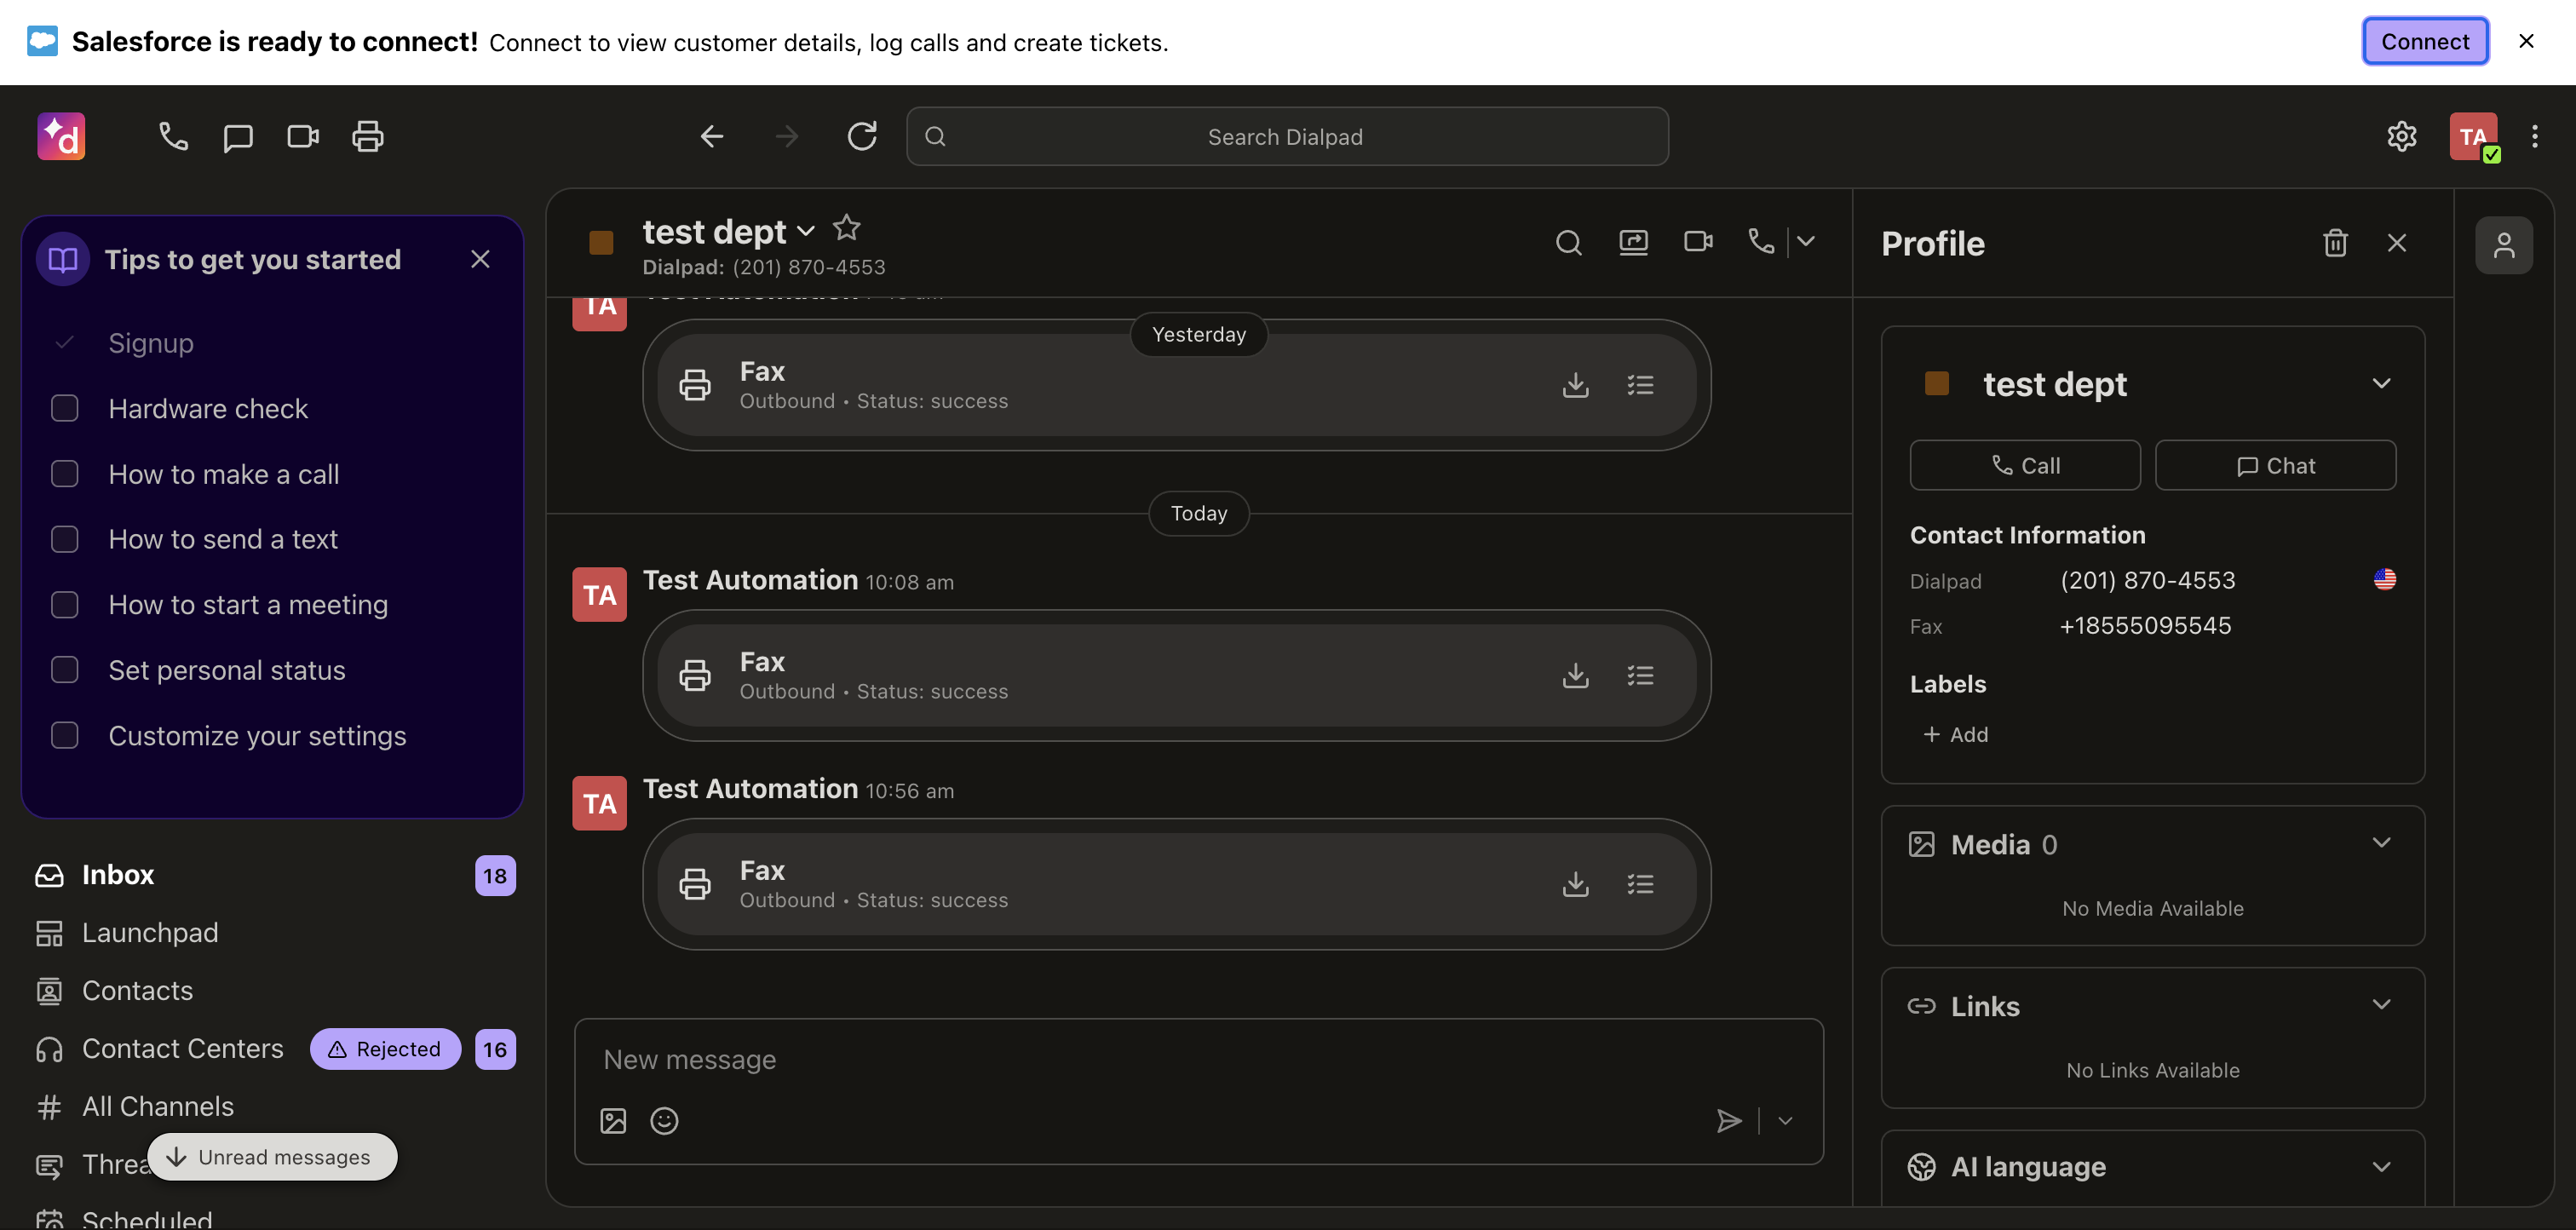 Salesforce is ready to connect! Connect to view customer details, log calls and create tickets.
Connect
d
Search Dialpad
TA
Tips to get you started
Signup
Hardware check
How to make a call
How to send a text
How to start a meeting
Set personal status
Customize your settings
Inbox 18
Launchpad
Contacts
Contact Centers Rejected 16
All Channels
Unread messages
Scheduled
test dept
Dialpad: (201) 870-4553
TA Test Automation
Yesterday
Fax
Outbound • Status: success
Today
TA Test Automation 10:08 am
Fax
Outbound • Status: success
TA Test Automation 10:56 am
Fax
Outbound • Status: success
New message
Profile
test dept
Call
Chat
Contact Information
Dialpad (201) 870-4553
Fax +18555095545
Labels
+ Add
Media 0
No Media Available
Links
No Links Available
AI language